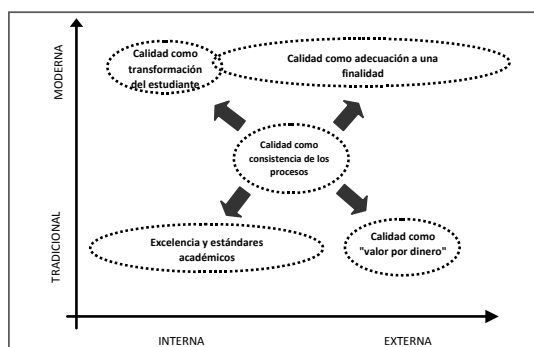 MODERNA
Calidad como
transformación
del estudiante
Calidad como adecuación a una
finalidad
Calidad como
consistencia de los
procesos
TRADICIONAL
Excelencia y estándares
académicos
Calidad como
"valor por dinero"
INTERNA
EXTERNA